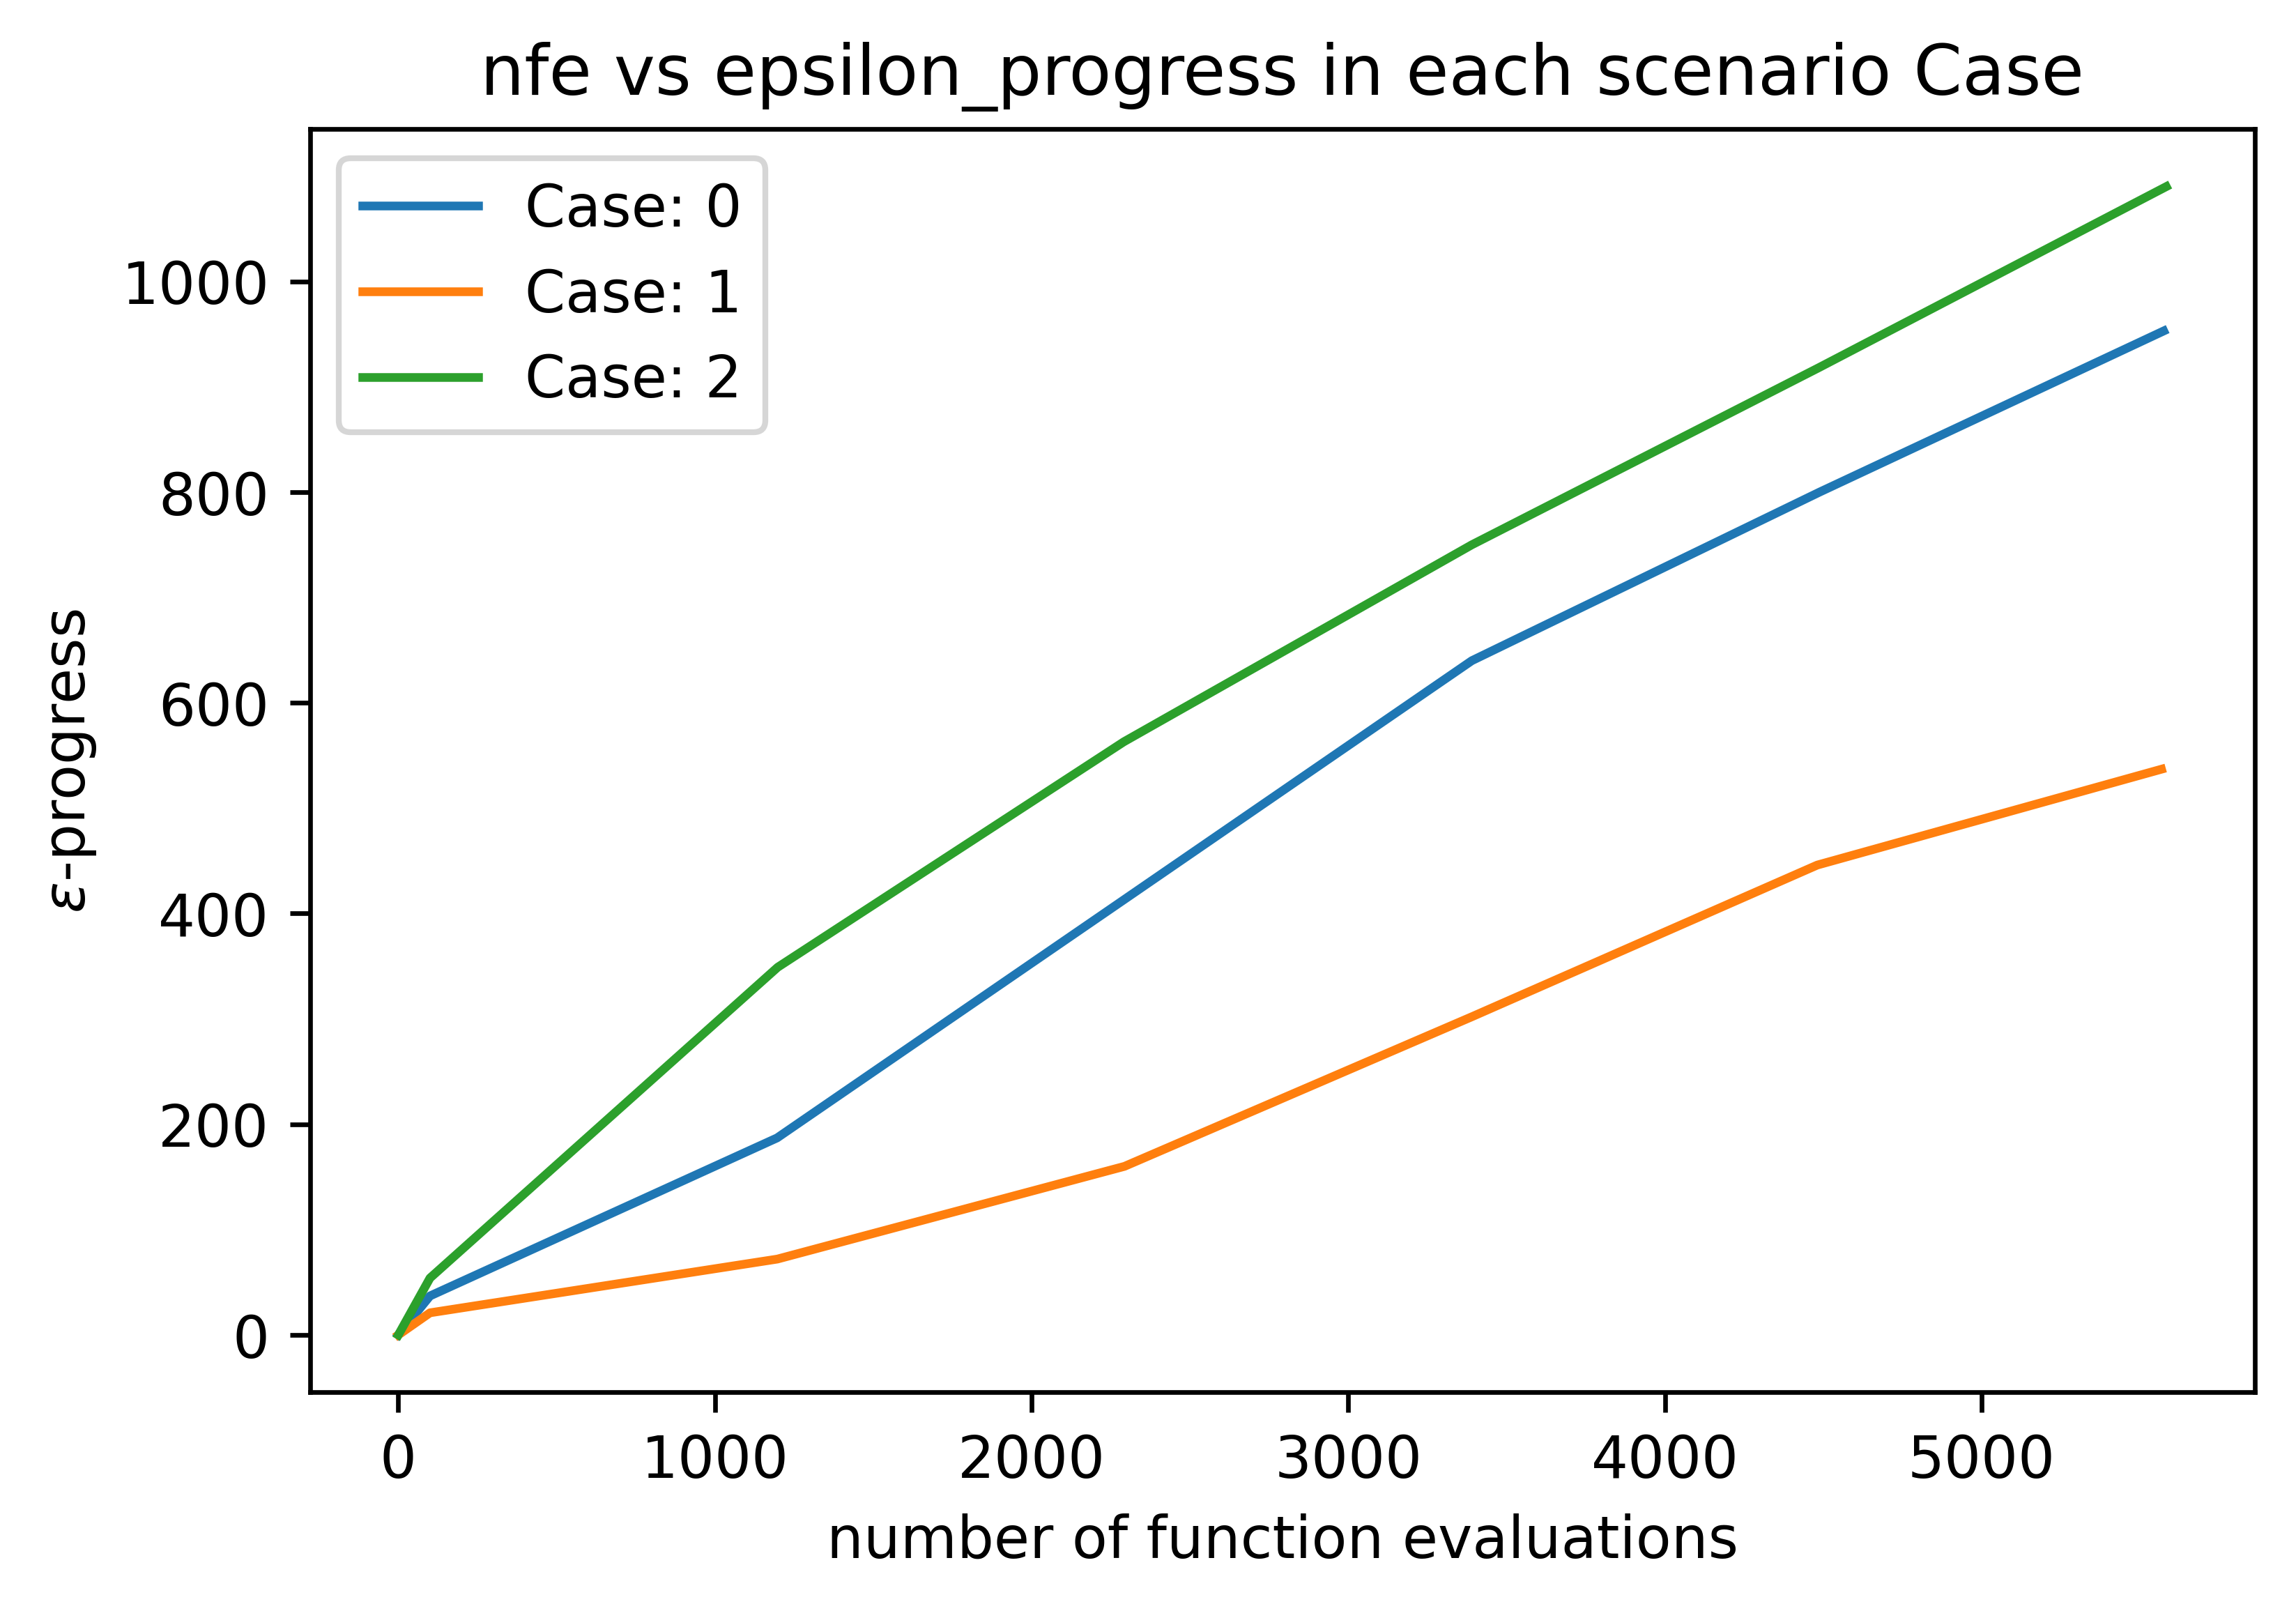 nfe vs epsilon_progress in each scenario Case
Case: 0
Case: 1
Case: 2
1000
800
600
400
200
0
ε-progress
0 1000 2000 3000 4000 5000
number of function evaluations